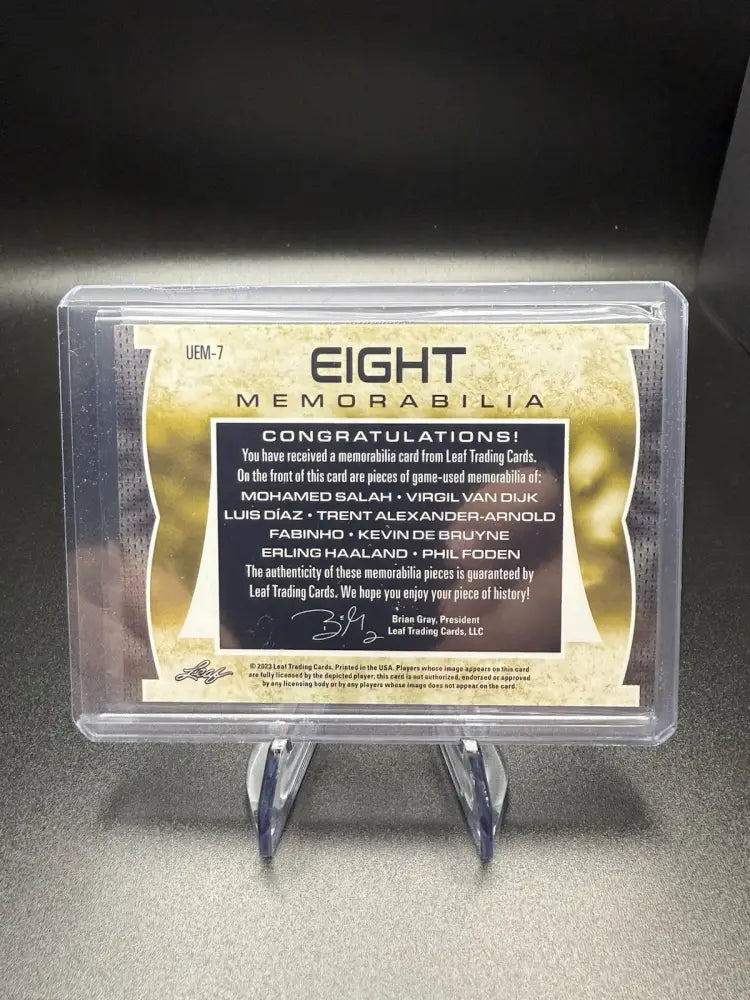 UEM-7
EIGHT
MEMORABILIA
CONGRATULATIONS!
You have received a memorabilia card from Leaf Trading Cards.
On the front of this card are pieces of game-used memorabilia of:
MOHAMED SALAH • VIRGIL VAN DIJK
LUIS DÍAZ • TRENT ALEXANDER-ARNOLD
FABINHO • KEVIN DE BRUYNE
ERLING HAALAND • PHIL FODEN
The authenticity of these memorabilia pieces is guaranteed by
Leaf Trading Cards. We hope you enjoy your piece of history!
Brian Gray, President
Leaf Trading Cards, LLC
Leaf
© 2023 Leaf Trading Cards. Printed in the USA. Players whose image appears on this card
are fully licensed by the depicted player; this card is not authorized, endorsed or approved
by any licensing body or by any players whose image does not appear on the card.